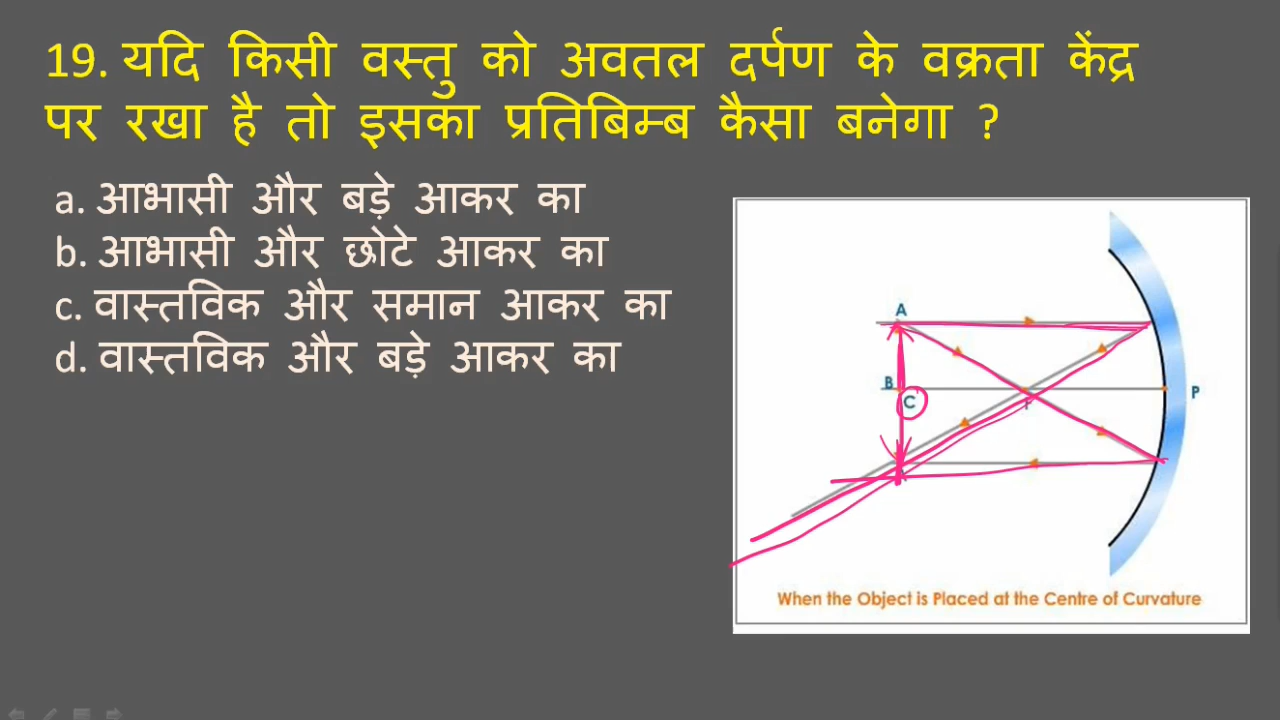 19. यदि किसी वस्तु को अवतल दर्पण के वक्रता केंद्र
पर रखा है तो इसका प्रतिबिम्ब कैसा बनेगा ?
a. आभासी और बड़े आकर का
b. आभासी और छोटे आकर का
c. वास्तविक और समान आकर का
d. वास्तविक और बड़े आकर का
A
B
C
P
When the Object is Placed at the Centre of Curvature